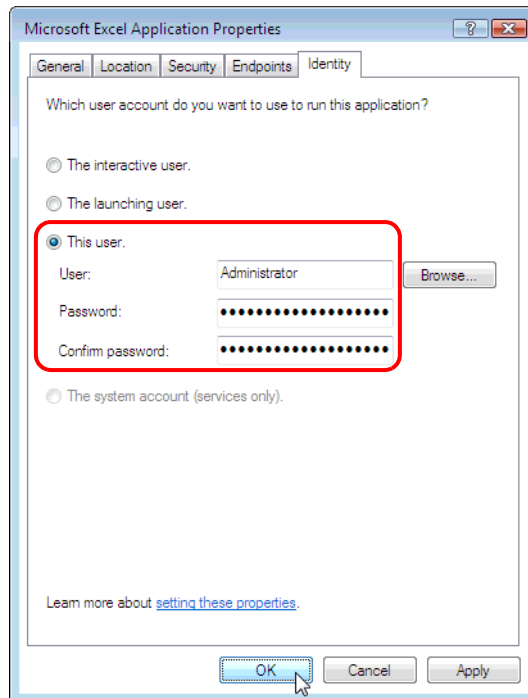 Microsoft Excel Application Properties
General Location Security Endpoints Identity
Which user account do you want to use to run this application?
The interactive user.
The launching user.
This user.
User: Administrator Browse...
Password: ●●●●●●●●●●●●●●●●●●●
Confirm password: ●●●●●●●●●●●●●●●●●●●
The system account (services only).
Learn more about setting these properties.
OK Cancel Apply